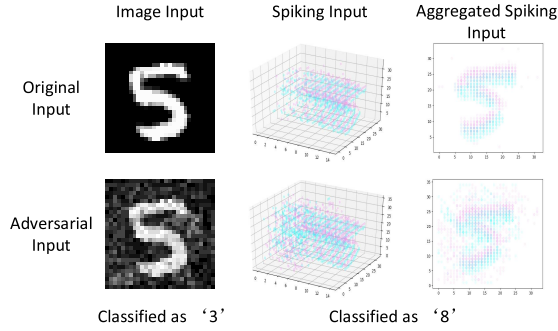 Image Input
Spiking Input
Aggregated Spiking
Input
Original
Input
Adversarial
Input
Classified as ‘3’
Classified as ‘8’